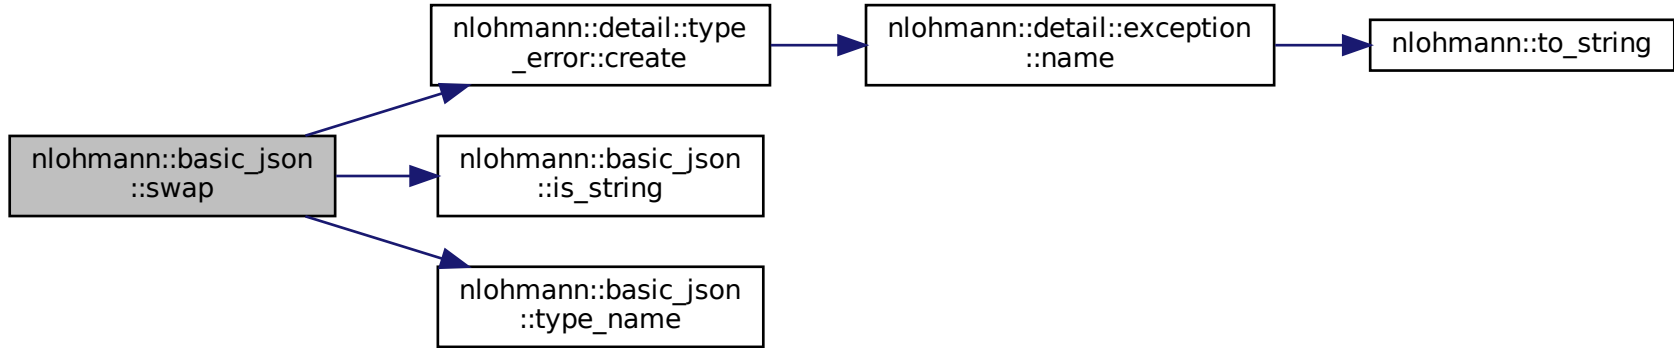 nlohmann::detail::type
_error::create
nlohmann::detail::exception
::name
nlohmann::to_string
nlohmann::basic_json
::swap
nlohmann::basic_json
::is_string
nlohmann::basic_json
::type_name